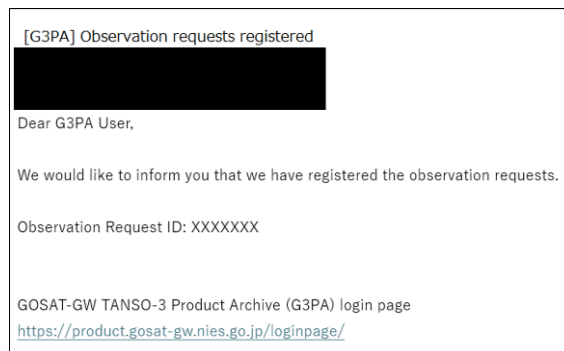 [G3PA] Observation requests registered
Dear G3PA User,
We would like to inform you that we have registered the observation requests.
Observation Request ID: XXXXXXX
GOSAT-GW TANSO-3 Product Archive (G3PA) login page
https://product.gosat-gw.nies.go.jp/loginpage/